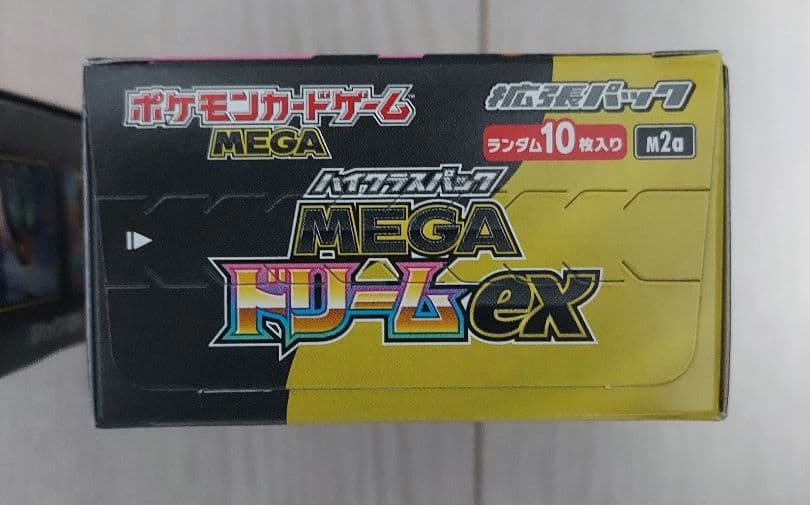 ポケモンカードゲーム
MEGA
拡張パック
ランダム10枚入り
M2a
ハイクラスパック
MEGA
ドリームex